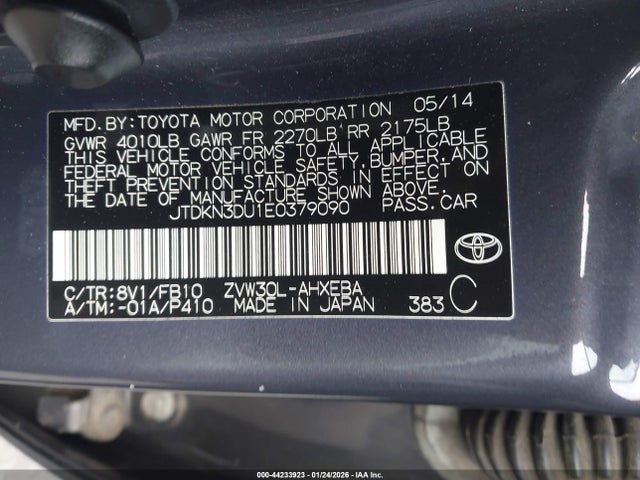 MFD. BY: TOYOTA MOTOR CORPORATION 05/14
GVWR 4010LB GAWR FR 2270LB RR 2175LB
THIS VEHICLE CONFORMS TO ALL APPLICABLE
FEDERAL MOTOR VEHICLE SAFETY, BUMPER, AND
THEFT PREVENTION STANDARDS IN EFFECT ON
THE DATE OF MANUFACTURE SHOWN ABOVE.
JTDKN3DU1E0379090 PASS. CAR
C/TR: 8V1/FB10 ZVW30L-AHXEBA
A/TM: -01A/P410 MADE IN JAPAN 383 C
000-44233923 - 01/24/2026 - IAA Inc.